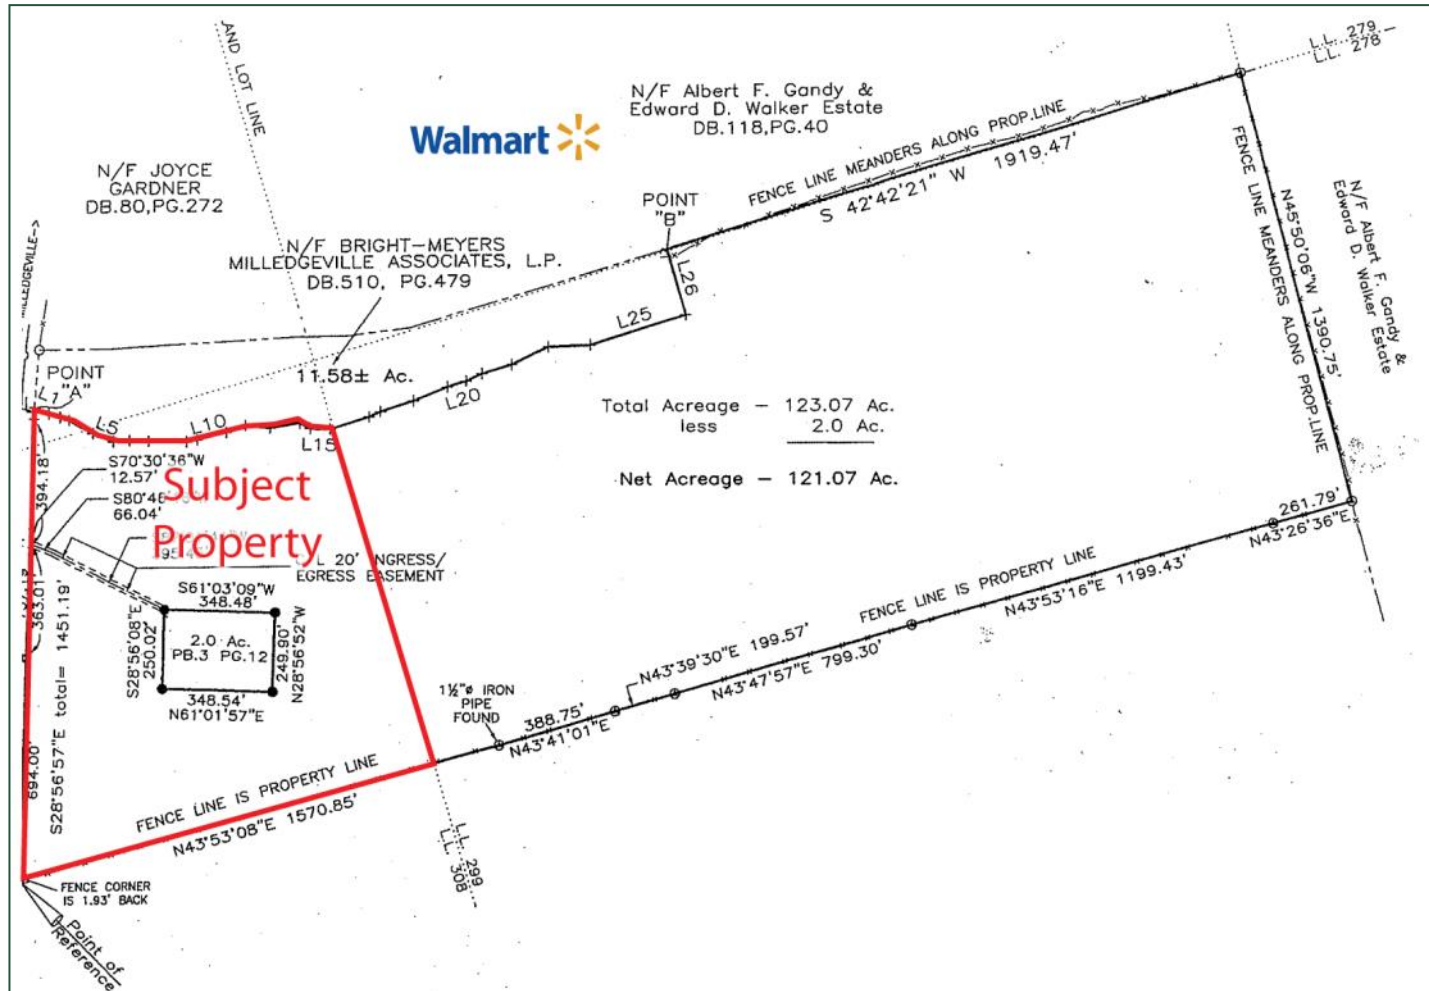 L.L. 279
L.L. 278
AND LOT LINE
N/F Albert F. Gandy &
Edward D. Walker Estate
DB.118,PG.40
Walmart
FENCE LINE MEANDERS ALONG PROP.LINE
S 42°42'21" W 1919.47'
N/F JOYCE
GARDNER
DB.80,PG.272
POINT
"B"
N/F BRIGHT-MEYERS
MILLEDGEVILLE ASSOCIATES, L.P.
DB.510, PG.479
L26
L25
FENCE LINE MEANDERS ALONG PROP.LINE
N45°50'06"W 1390.75'
N/F Albert F. Gandy &
Edward D. Walker Estate
MILLEDGEVILLE-->
POINT
"A"
L1
L5
L10
L15
L20
11.58± Ac.
Total Acreage - 123.07 Ac.
less 2.0 Ac.
Net Acreage - 121.07 Ac.
394.18'
S70°30'36"W
12.57'
66.04'
Subject
Property
20'
EGRESS EASEMENT
363.01'
S28°56'57"E total= 1451.19'
694.00'
S61°03'09"W
348.48'
S28°56'08"E
250.02'
2.0 Ac.
PB.3 PG.12
249.90'
N28°56'52"W
348.54'
N61°01'57"E
261.79'
N43°26'36"E
FENCE LINE IS PROPERTY LINE
N43°53'16"E 1199.43'
N43°39'30"E 199.57'
N43°47'57"E 799.30'
1½"ø IRON
PIPE
FOUND
388.75'
N43°41'01"E
FENCE LINE IS PROPERTY LINE
N43°53'08"E 1570.85'
L.L. 299
L.L. 308
FENCE CORNER
IS 1.93' BACK
Point of
Reference